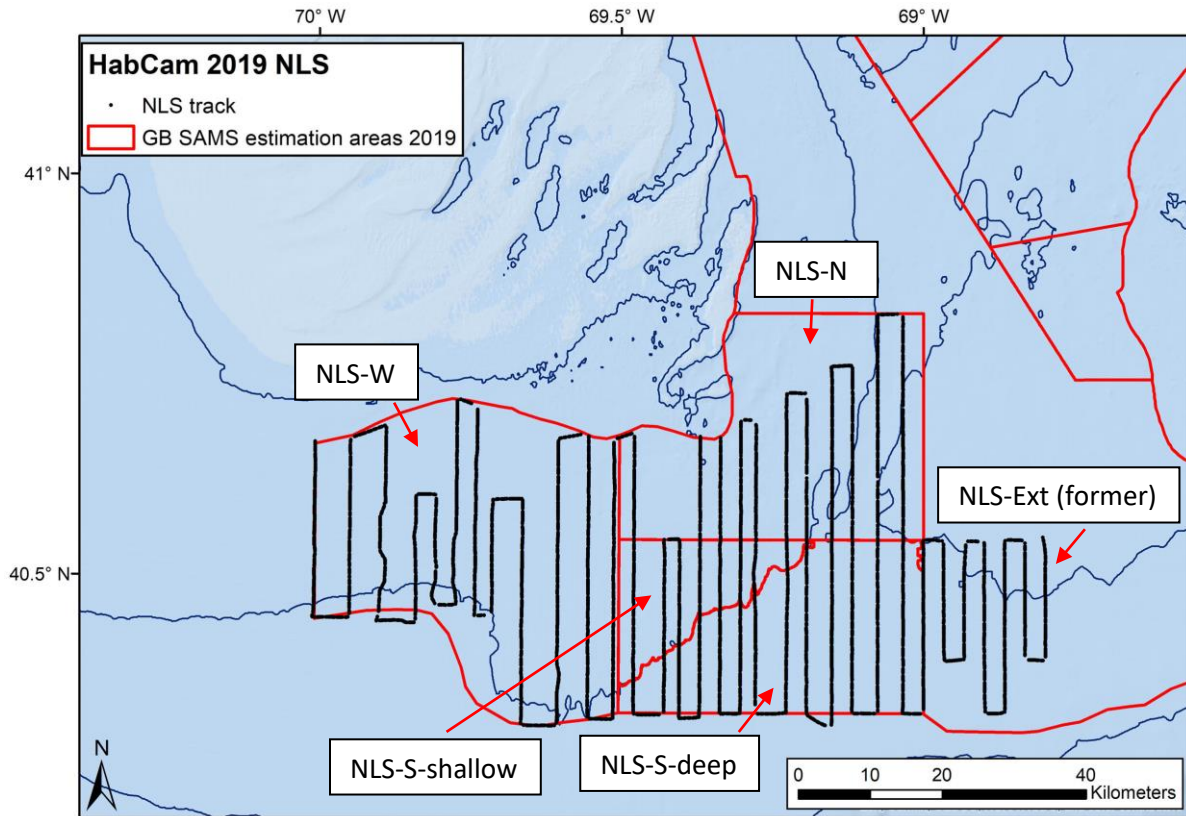 70° W
69.5° W
69° W
HabCam 2019 NLS
NLS track
GB SAMS estimation areas 2019
41° N
NLS-N
NLS-W
NLS-Ext (former)
40.5° N
NLS-S-shallow
NLS-S-deep
N
0 10 20 40
Kilometers